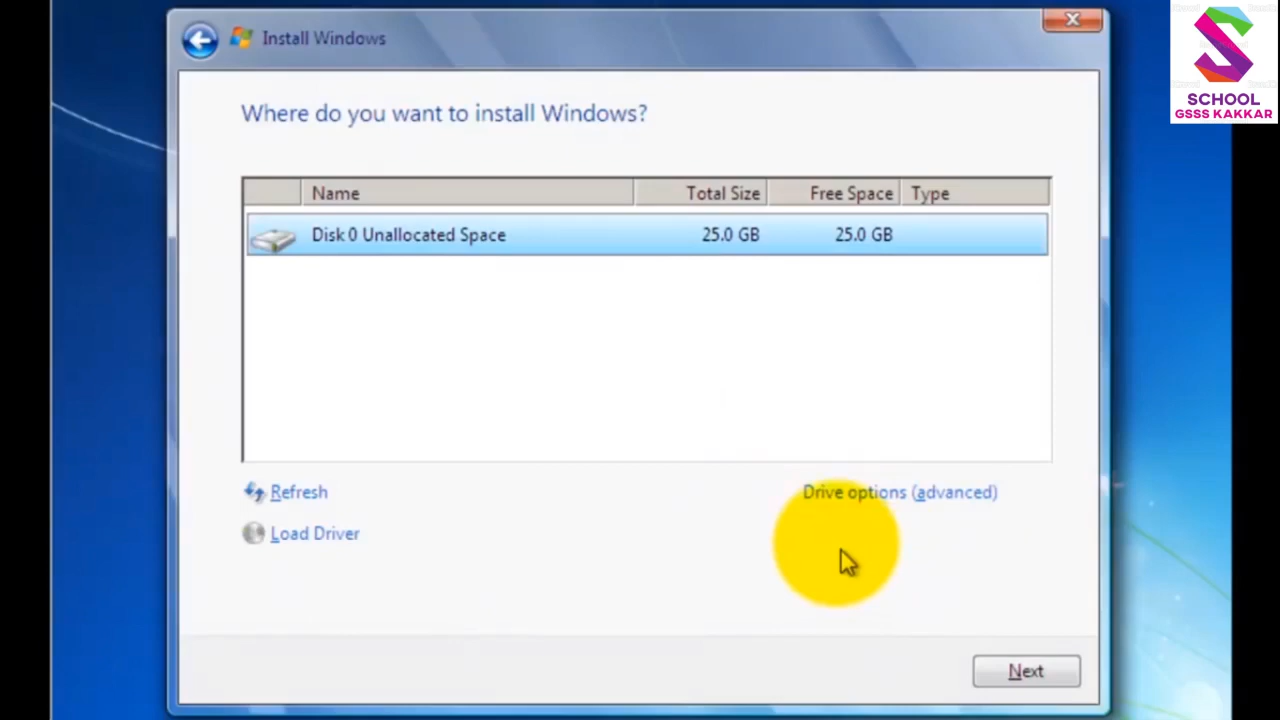 Install Windows
SCHOOL
GSSS KAKKAR
Where do you want to install Windows?
Name Total Size Free Space Type
Disk 0 Unallocated Space 25.0 GB 25.0 GB
Refresh Drive options (advanced)
Load Driver
Next